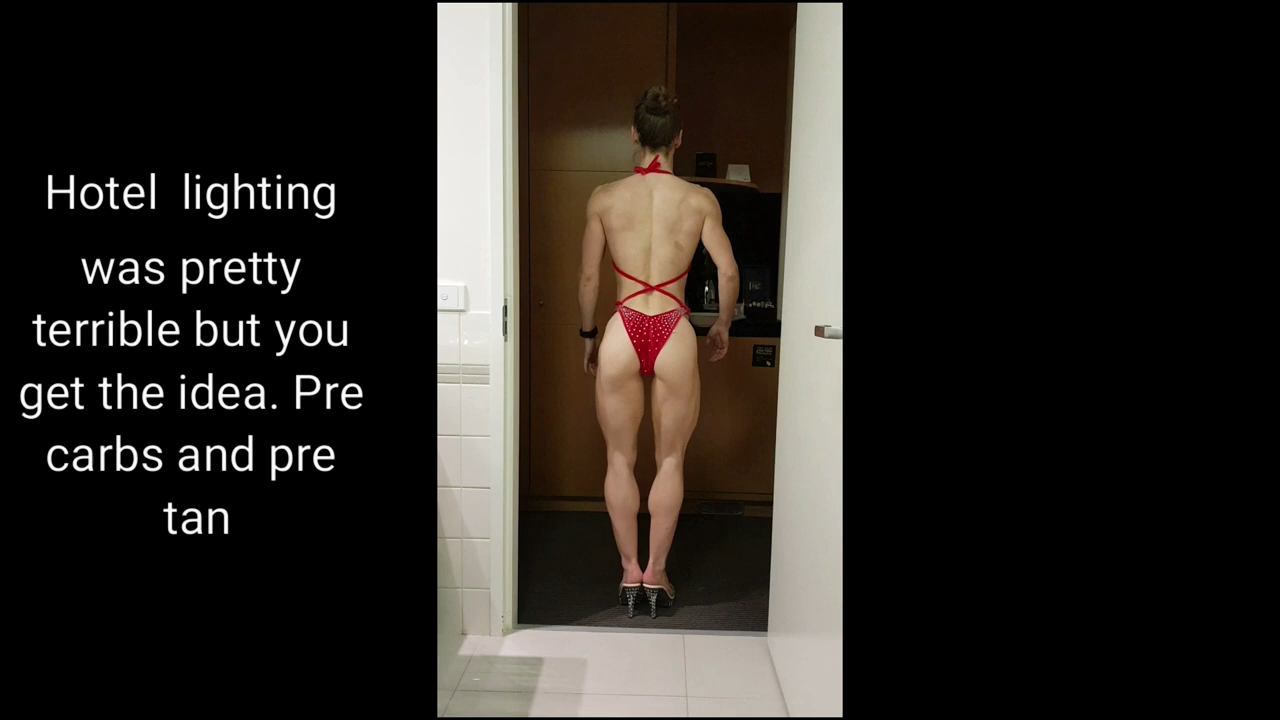 Hotel lighting
was pretty
terrible but you
get the idea. Pre
carbs and pre
tan